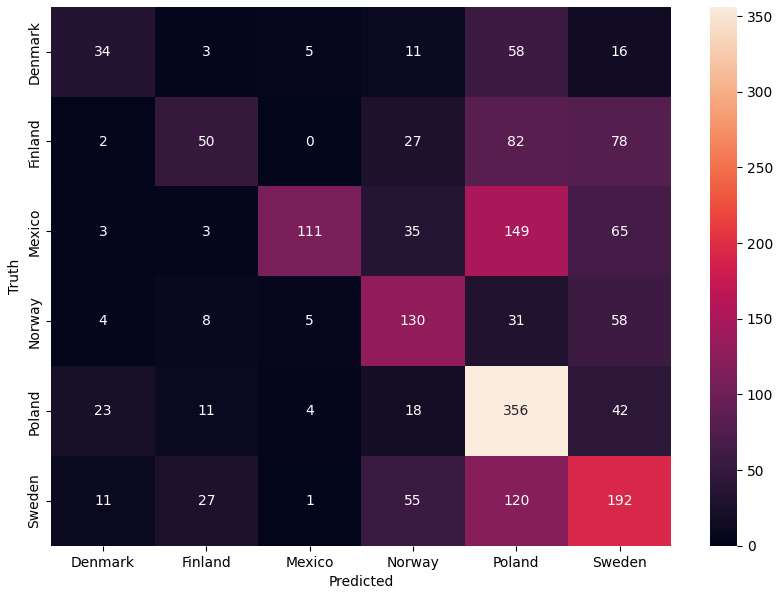 Truth
Denmark 34 3 5 11 58 16
Finland 2 50 0 27 82 78
Mexico 3 3 111 35 149 65
Norway 4 8 5 130 31 58
Poland 23 11 4 18 356 42
Sweden 11 27 1 55 120 192
Denmark Finland Mexico Norway Poland Sweden
Predicted
350
300
250
200
150
100
50
0